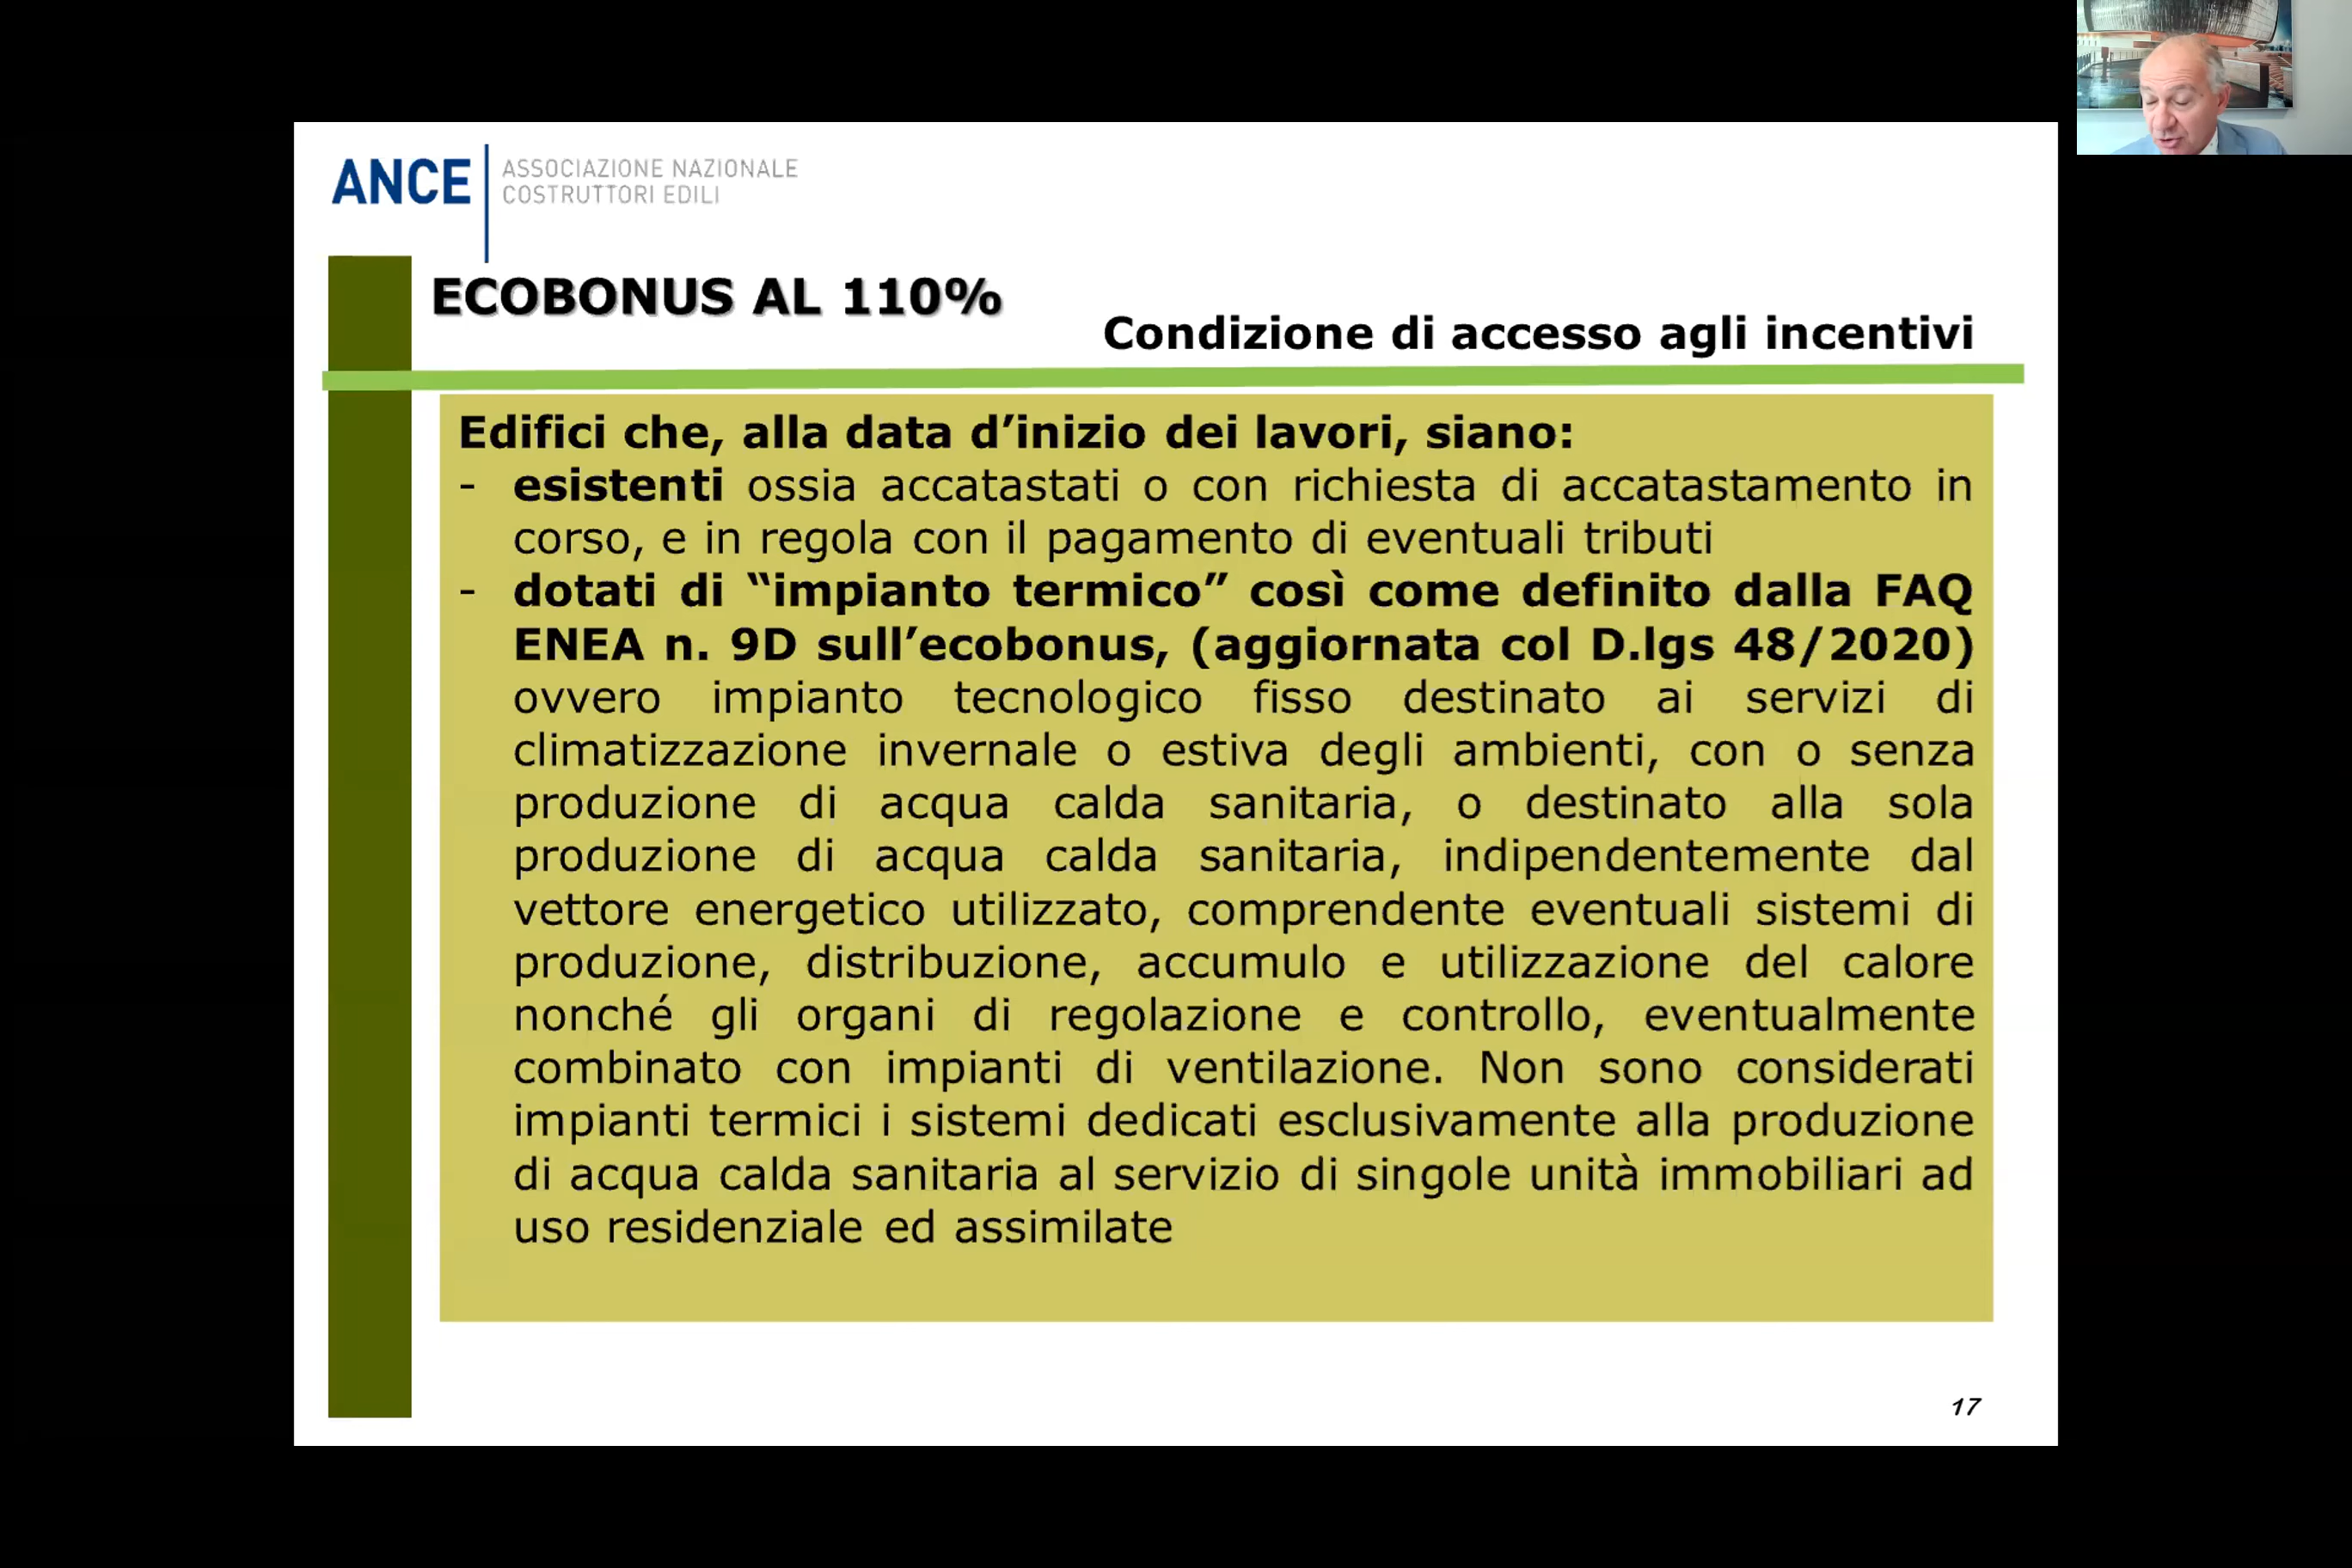 ANCE
ASSOCIAZIONE NAZIONALE
COSTRUTTORI EDILI
ECOBONUS AL 110%
Condizione di accesso agli incentivi
Edifici che, alla data d’inizio dei lavori, siano:
- esistenti ossia accatastati o con richiesta di accatastamento in
corso, e in regola con il pagamento di eventuali tributi
- dotati di “impianto termico” così come definito dalla FAQ
ENEA n. 9D sull’ecobonus, (aggiornata col D.lgs 48/2020)
ovvero impianto tecnologico fisso destinato ai servizi di
climatizzazione invernale o estiva degli ambienti, con o senza
produzione di acqua calda sanitaria, o destinato alla sola
produzione di acqua calda sanitaria, indipendentemente dal
vettore energetico utilizzato, comprendente eventuali sistemi di
produzione, distribuzione, accumulo e utilizzazione del calore
nonché gli organi di regolazione e controllo, eventualmente
combinato con impianti di ventilazione. Non sono considerati
impianti termici i sistemi dedicati esclusivamente alla produzione
di acqua calda sanitaria al servizio di singole unità immobiliari ad
uso residenziale ed assimilate
17